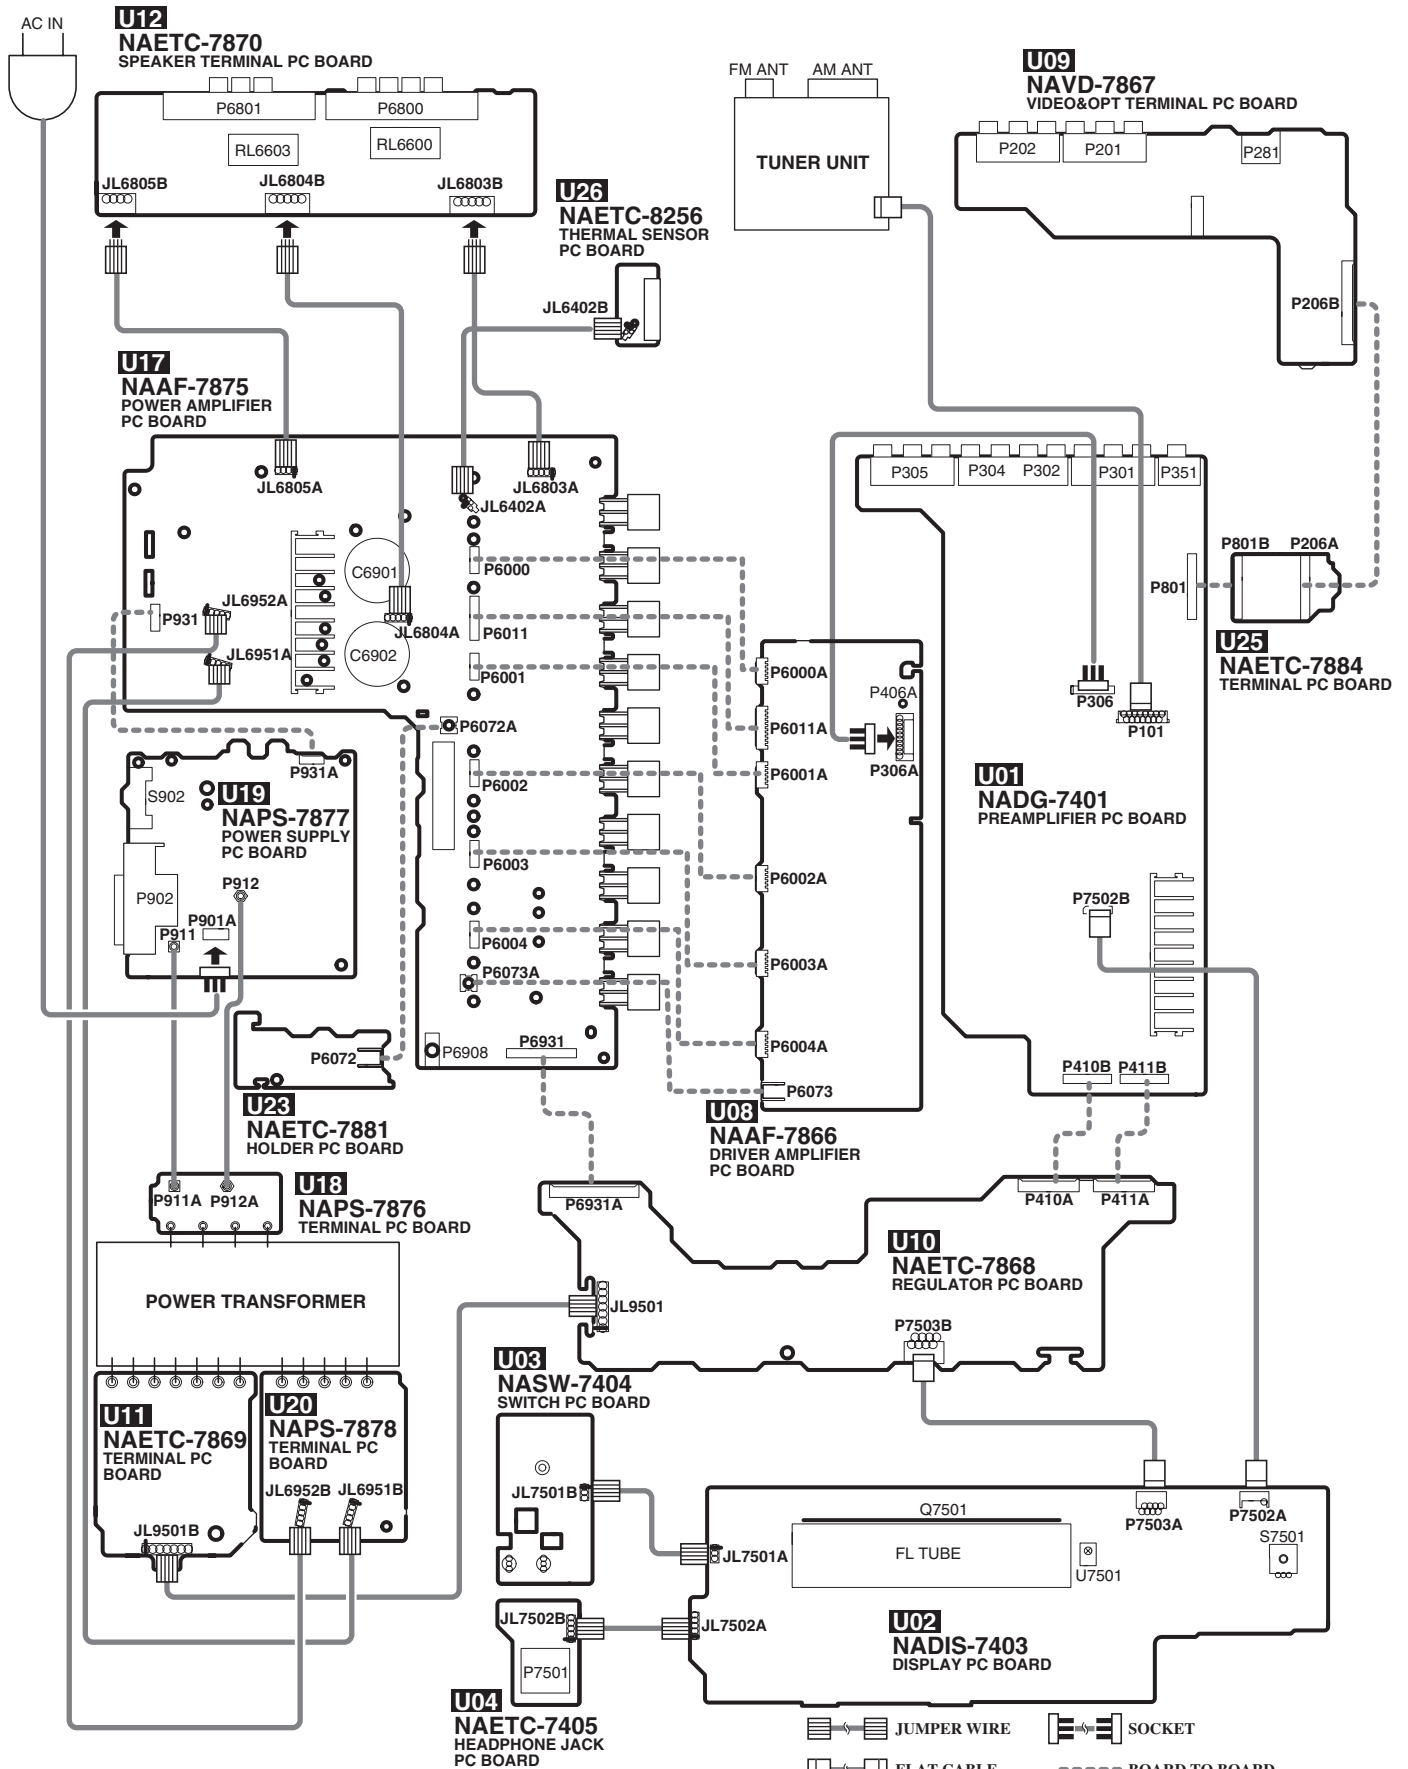 AC IN
U12
NAETC-7870
SPEAKER TERMINAL PC BOARD
P6801
P6800
RL6603
RL6600
JL6805B
JL6804B
JL6803B
U26
NAETC-8256
THERMAL SENSOR
PC BOARD
JL6402B
FM ANT
AM ANT
TUNER UNIT
U09
NAVD-7867
VIDEO&OPT TERMINAL PC BOARD
P202
P201
P281
P206B
U17
NAAF-7875
POWER AMPLIFIER
PC BOARD
JL6805A
JL6803A
JL6402A
C6901
P6000
JL6952A
P931
JL6804A
P6011
JL6951A
C6902
P6001
P6072A
P6002
P6003
P6004
P6073A
P6908
P6931
P305
P304
P302
P301
P351
P801B
P206A
P801
U25
NAETC-7884
TERMINAL PC BOARD
P306
P101
U01
NADG-7401
PREAMPLIFIER PC BOARD
P7502B
P410B
P411B
P6000A
P406A
P6011A
P306A
P6001A
P6002A
P6003A
P6004A
P6073
U08
NAAF-7866
DRIVER AMPLIFIER
PC BOARD
P931A
S902
U19
NAPS-7877
POWER SUPPLY
PC BOARD
P912
P902
P901A
P911
P6072
U23
NAETC-7881
HOLDER PC BOARD
P911A
P912A
U18
NAPS-7876
TERMINAL PC BOARD
POWER TRANSFORMER
P6931A
P410A
P411A
U10
NAETC-7868
REGULATOR PC BOARD
JL9501
P7503B
U11
NAETC-7869
TERMINAL PC
BOARD
JL9501B
U20
NAPS-7878
TERMINAL PC
BOARD
JL6952B
JL6951B
U03
NASW-7404
SWITCH PC BOARD
JL7501B
JL7502B
P7501
U04
NAETC-7405
HEADPHONE JACK
PC BOARD
Q7501
FL TUBE
JL7501A
JL7502A
U7501
P7503A
P7502A
S7501
U02
NADIS-7403
DISPLAY PC BOARD
JUMPER WIRE
SOCKET
FLAT CABLE
BOARD TO BOARD